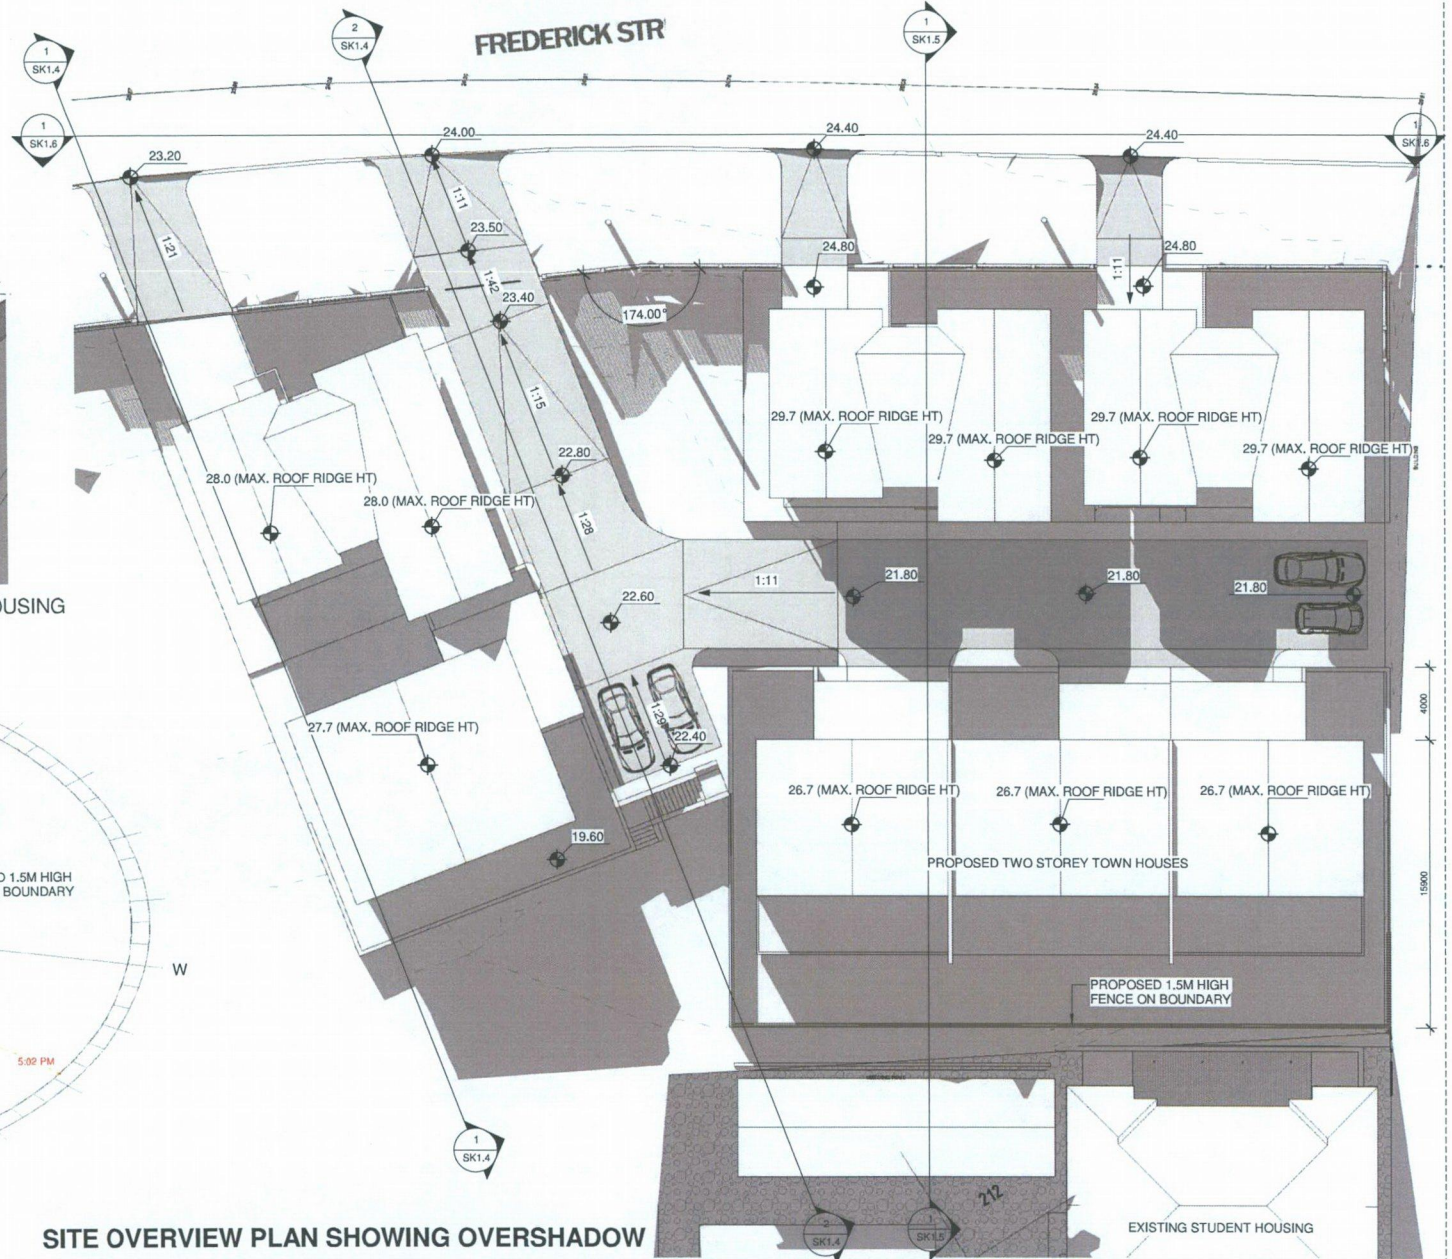 FREDERICK STR
1
SK1.4
2
SK1.4
1
SK1.5
1
SK1.6
1
SK1.6
23.20
24.00
24.40
24.40
1:21
1:11
23.50
1:42
23.40
24.80
1:11
24.80
174.00°
1:15
29.7 (MAX. ROOF RIDGE HT)
29.7 (MAX. ROOF RIDGE HT)
29.7 (MAX. ROOF RIDGE HT)
29.7 (MAX. ROOF RIDGE HT)
22.80
28.0 (MAX. ROOF RIDGE HT)
28.0 (MAX. ROOF RIDGE HT)
1:28
1:11
21.80
21.80
21.80
22.60
OUSING
1:29
22.40
4000
27.7 (MAX. ROOF RIDGE HT)
26.7 (MAX. ROOF RIDGE HT)
26.7 (MAX. ROOF RIDGE HT)
26.7 (MAX. ROOF RIDGE HT)
19.60
PROPOSED TWO STOREY TOWN HOUSES
15900
D 1.5M HIGH
BOUNDARY
W
PROPOSED 1.5M HIGH
FENCE ON BOUNDARY
5:02 PM
1
SK1.4
212
2
SK1.4
1
SK1.5
EXISTING STUDENT HOUSING
SITE OVERVIEW PLAN SHOWING OVERSHADOW